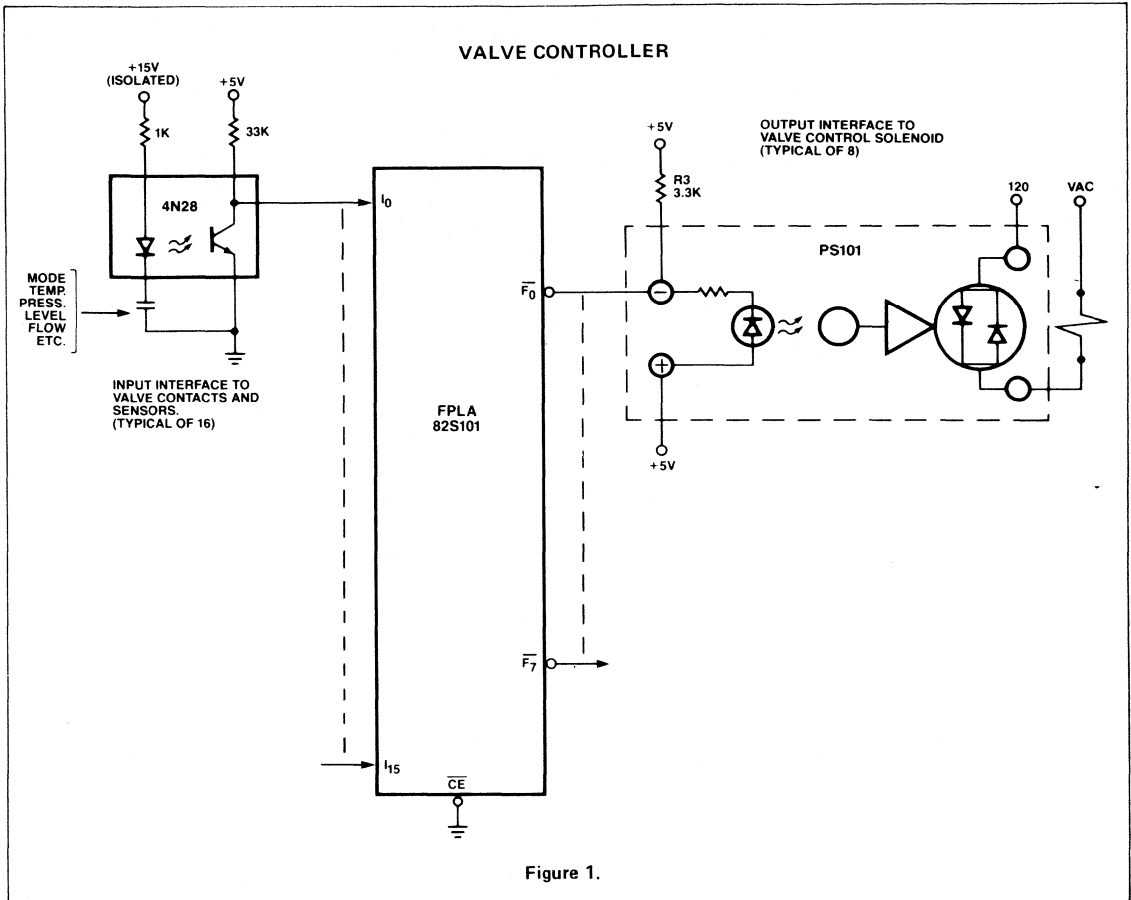 VALVE CONTROLLER
+15V
(ISOLATED)
+5V
1K
33K
4N28
MODE
TEMP.
PRESS.
LEVEL
FLOW
ETC.
INPUT INTERFACE TO
VALVE CONTACTS AND
SENSORS.
(TYPICAL OF 16)
I0
I15
FPLA
82S101
CE
F0
F7
+5V
R3
3.3K
OUTPUT INTERFACE TO
VALVE CONTROL SOLENOID
(TYPICAL OF 8)
120 VAC
PS101
−
+
+5V
Figure 1.